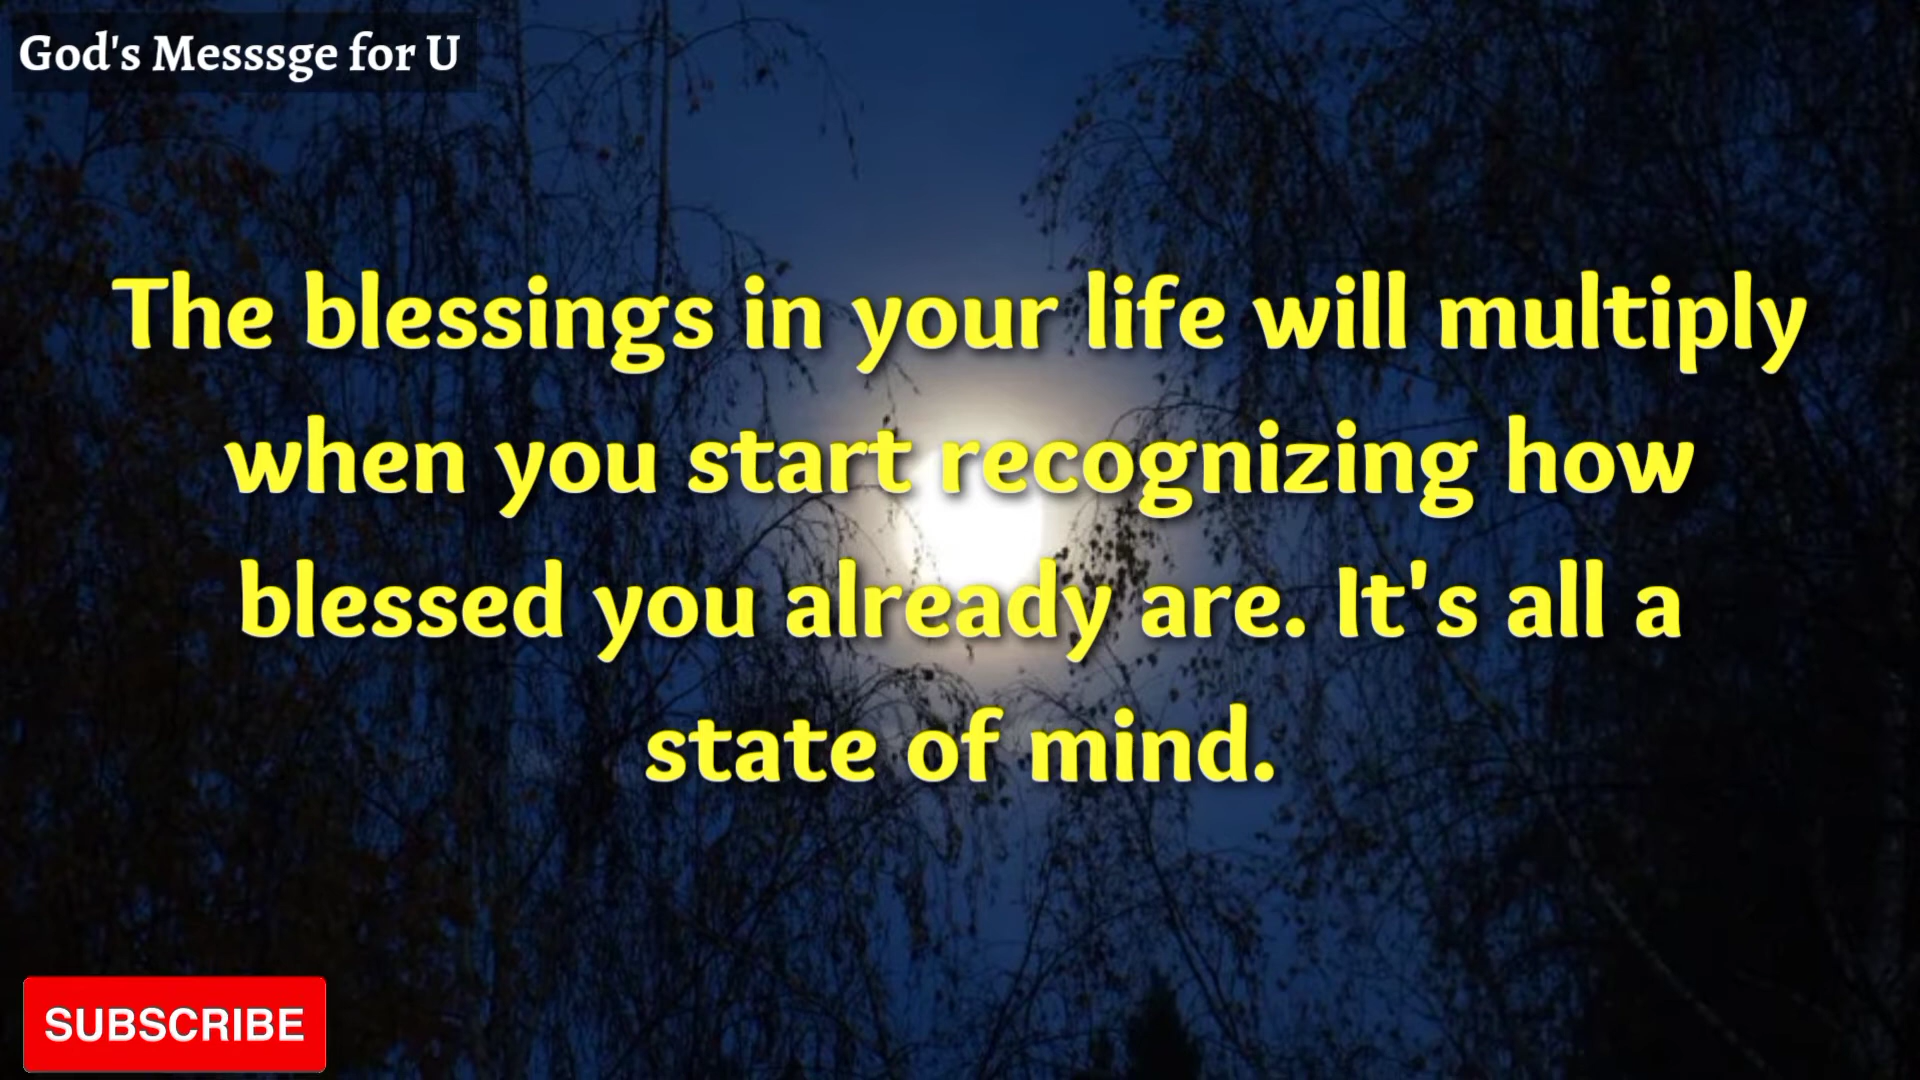 God's Messsge for U
The blessings in your life will multiply
when you start recognizing how
blessed you already are. It's all a
state of mind.
SUBSCRIBE